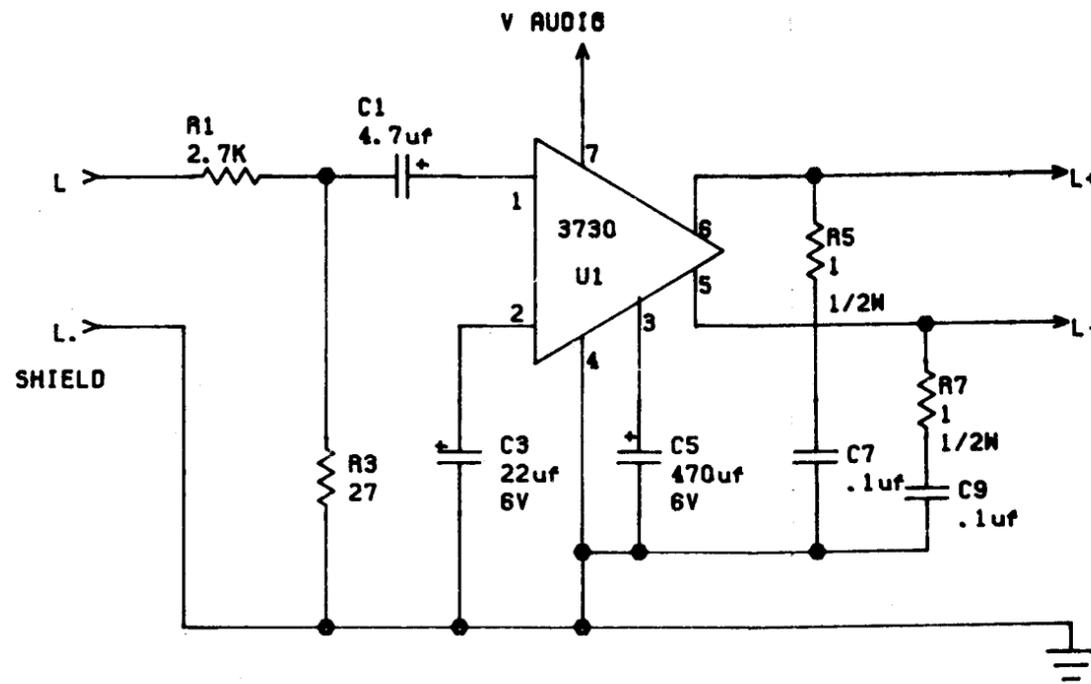 V AUDIO
R1
2.7K
C1
4.7uf
+
L
L.
SHIELD
1
2
3730
U1
7
6
5
3
4
L+
L-
R5
1
1/2W
R7
1
1/2W
R3
27
+
C3
22uf
6V
+
C5
470uf
6V
C7
.1uf
C9
.1uf